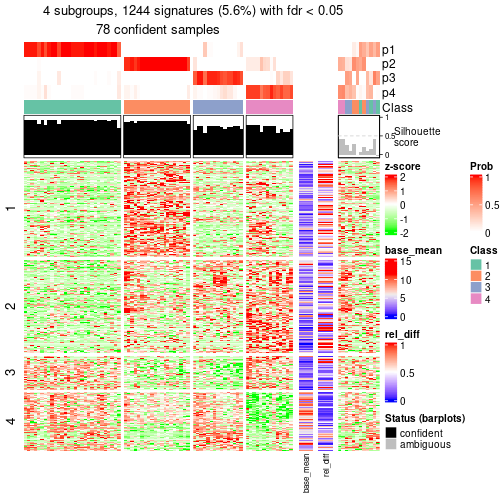 4 subgroups, 1244 signatures (5.6%) with fdr < 0.05
78 confident samples
p1
p2
p3
p4
Class
1
0.5
0
Silhouette
score
1
2
3
4
base_mean
rel_diff
z-score
2
1
0
-1
-2
Prob
1
0.5
0
base_mean
15
10
5
0
Class
1
2
3
4
rel_diff
1
0.5
0
Status (barplots)
confident
ambiguous